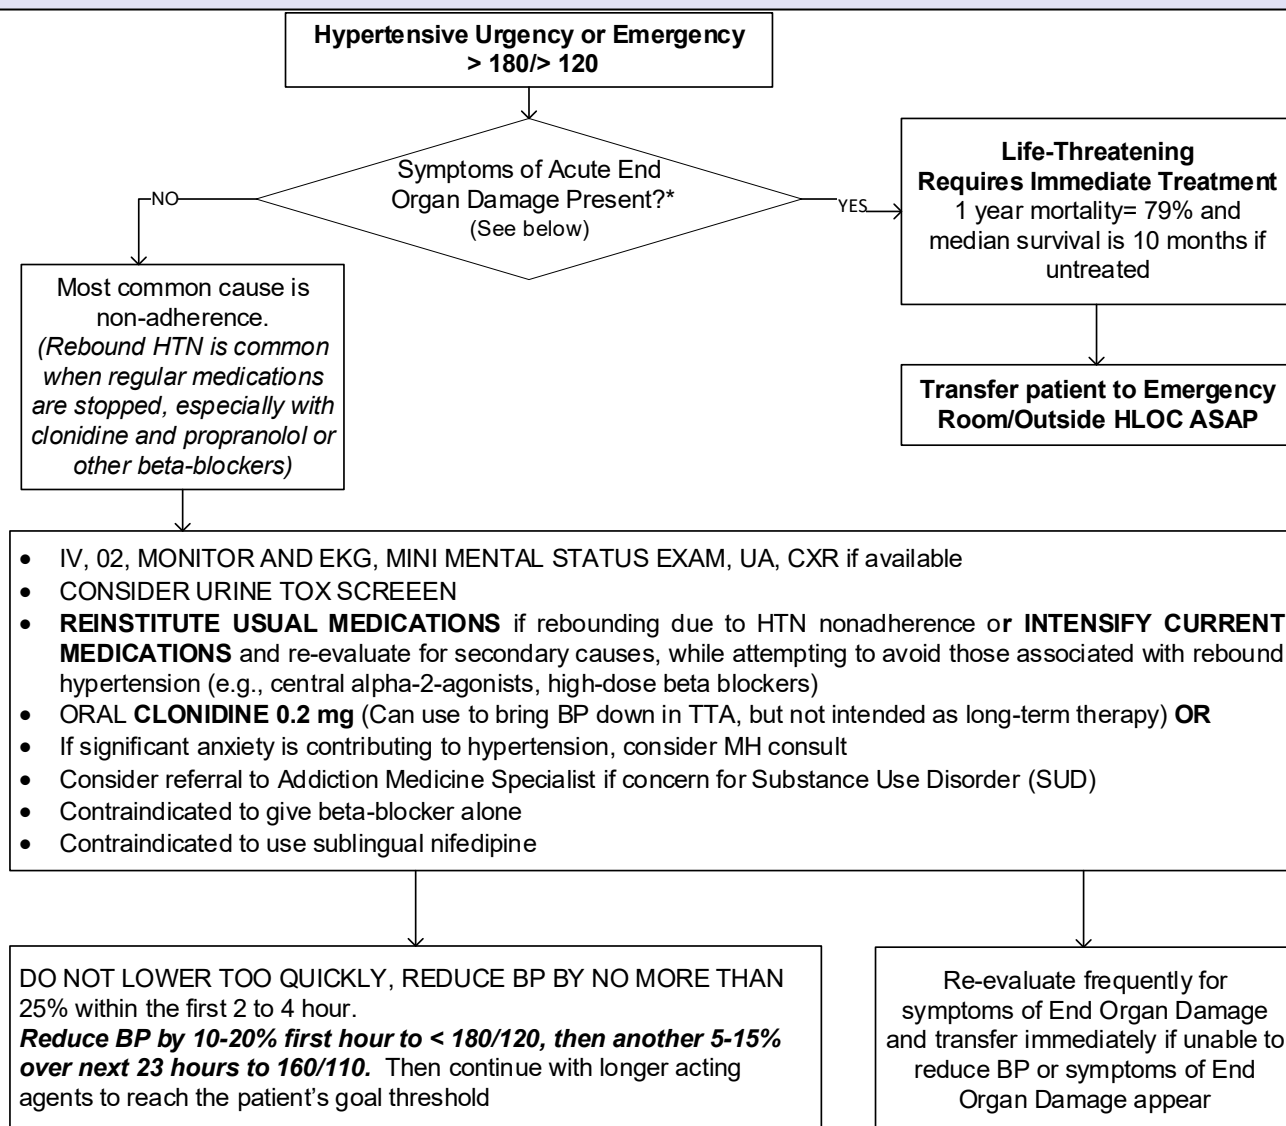 Hypertensive Urgency or Emergency
> 180/> 120
Symptoms of Acute End
Organ Damage Present?*
(See below)
NO
YES
Life-Threatening
Requires Immediate Treatment
1 year mortality= 79% and
median survival is 10 months if
untreated
Most common cause is
non-adherence.
(Rebound HTN is common
when regular medications
are stopped, especially with
clonidine and propranolol or
other beta-blockers)
Transfer patient to Emergency
Room/Outside HLOC ASAP
• IV, 02, MONITOR AND EKG, MINI MENTAL STATUS EXAM, UA, CXR if available
• CONSIDER URINE TOX SCREEEN
• REINSTITUTE USUAL MEDICATIONS if rebounding due to HTN nonadherence or INTENSIFY CURRENT
MEDICATIONS and re-evaluate for secondary causes, while attempting to avoid those associated with rebound
hypertension (e.g., central alpha-2-agonists, high-dose beta blockers)
• ORAL CLONIDINE 0.2 mg (Can use to bring BP down in TTA, but not intended as long-term therapy) OR
• If significant anxiety is contributing to hypertension, consider MH consult
• Consider referral to Addiction Medicine Specialist if concern for Substance Use Disorder (SUD)
• Contraindicated to give beta-blocker alone
• Contraindicated to use sublingual nifedipine
DO NOT LOWER TOO QUICKLY, REDUCE BP BY NO MORE THAN
25% within the first 2 to 4 hour.
Reduce BP by 10-20% first hour to < 180/120, then another 5-15%
over next 23 hours to 160/110. Then continue with longer acting
agents to reach the patient's goal threshold
Re-evaluate frequently for
symptoms of End Organ Damage
and transfer immediately if unable to
reduce BP or symptoms of End
Organ Damage appear